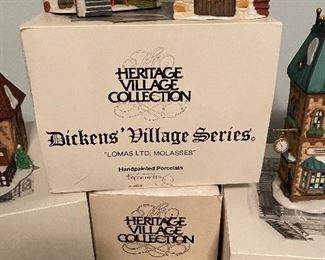 The
HERITAGE
VILLAGE
COLLECTION
Dickens' Village Series©
"LOMAS LTD. MOLASSES"
Handpainted Porcelain
The
HERITAGE
VILLAGE
COLLECTION